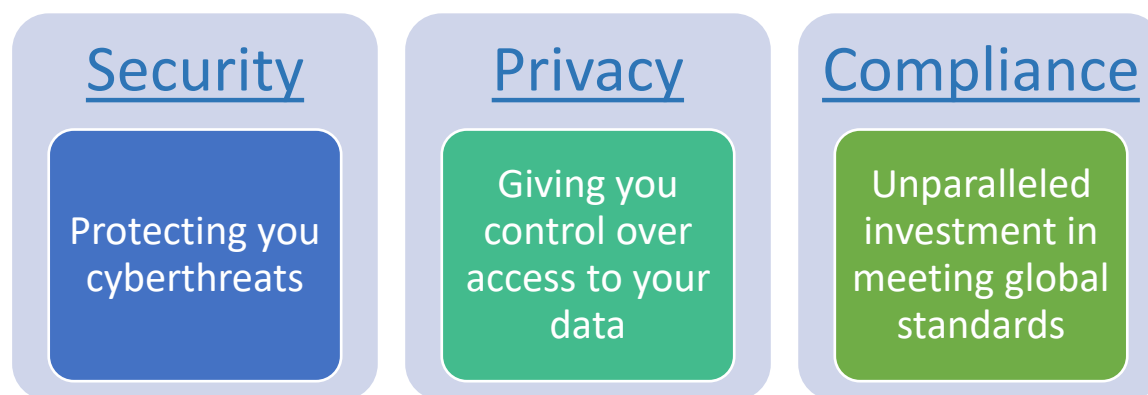 Security
Protecting you
cyberthreats
Privacy
Giving you
control over
access to your
data
Compliance
Unparalleled
investment in
meeting global
standards